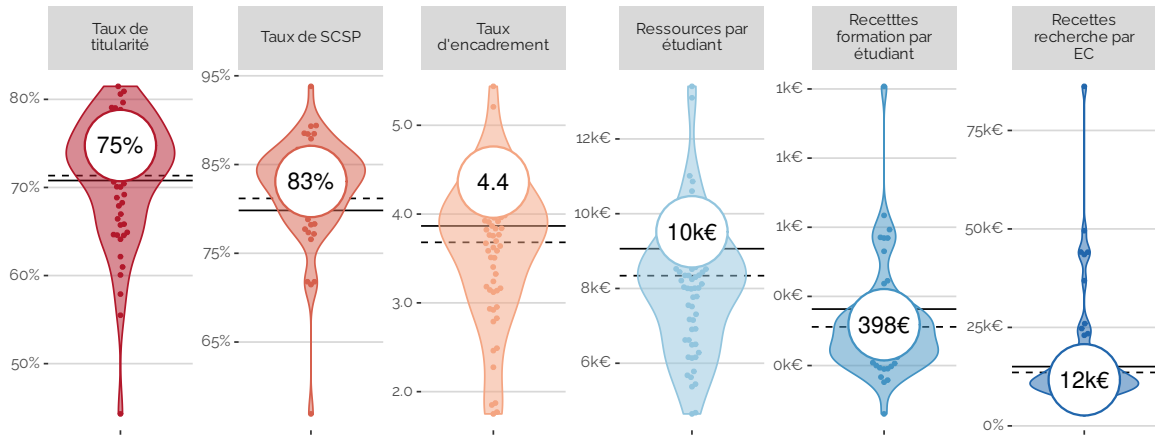 Taux de
titularité
Taux de SCSP
Taux
d'encadrement
Ressources par
étudiant
Recetttes
formation par
étudiant
Recettes
recherche par
EC
80%
70%
60%
50%
75%
95%
85%
75%
65%
83%
5.0
4.0
3.0
2.0
4.4
12k€
10k€
8k€
6k€
10k€
1k€
1k€
1k€
0k€
0k€
398€
75k€
50k€
25k€
0%
12k€